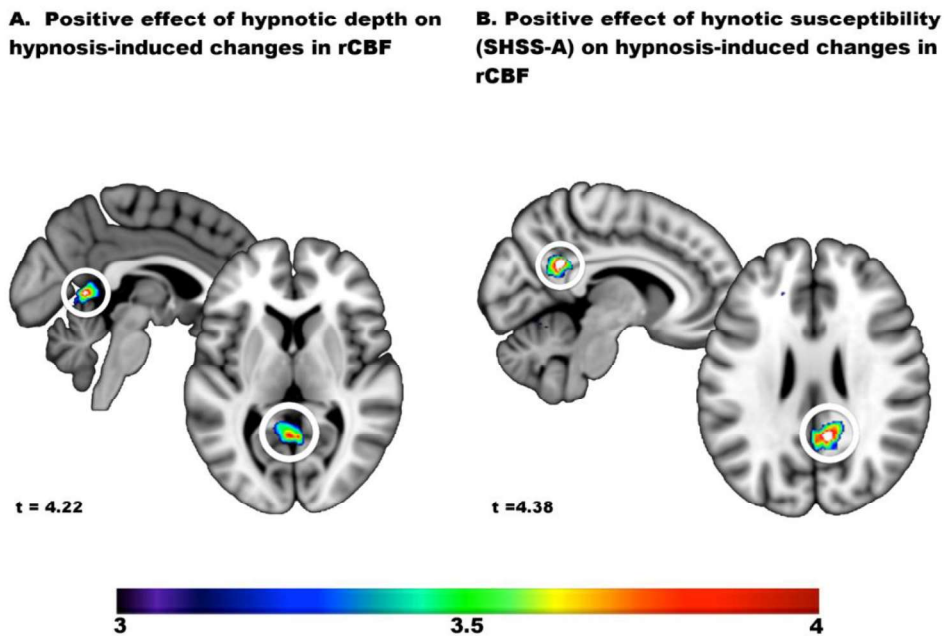 A. Positive effect of hypnotic depth on
hypnosis-induced changes in rCBF
B. Positive effect of hynotic susceptibility
(SHSS-A) on hypnosis-induced changes in
rCBF
t = 4.22
t =4.38
3
3.5
4